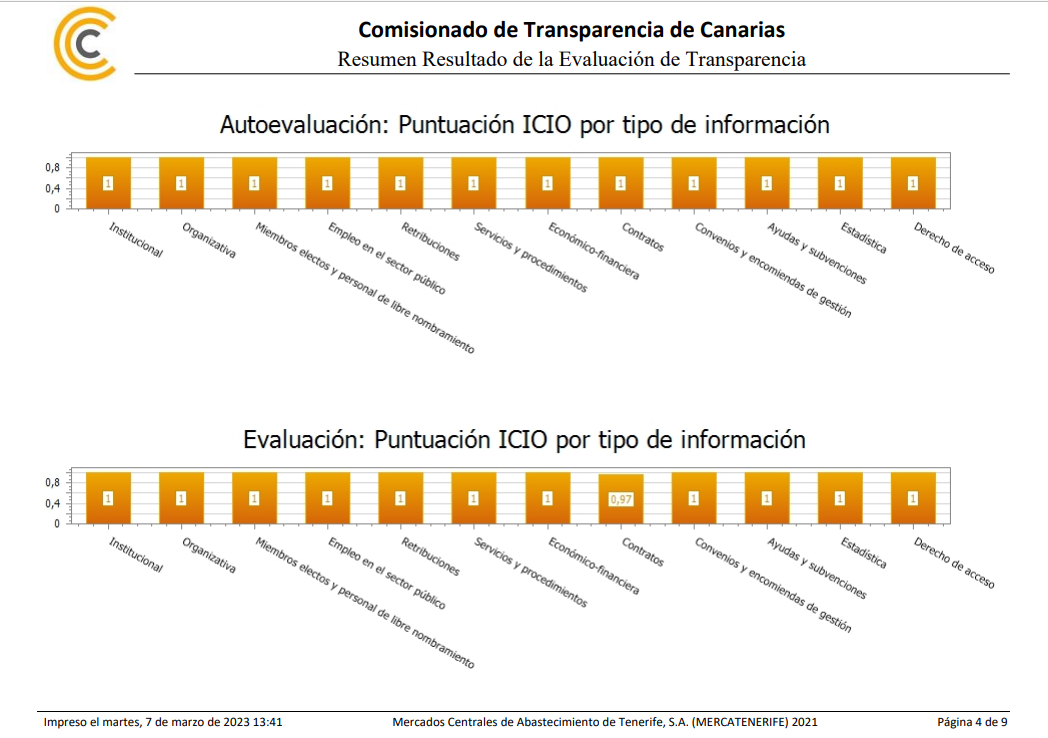 Comisionado de Transparencia de Canarias
Resumen Resultado de la Evaluación de Transparencia
Autoevaluación: Puntuación ICIO por tipo de información
0,8
0,4
0
1 1 1 1 1 1 1 1 1 1 1 1
Institucional
Organizativa
Miembros electos y personal de libre nombramiento
Empleo en el sector público
Retribuciones
Servicios y procedimientos
Económico-financiera
Contratos
Convenios y encomiendas de gestión
Ayudas y subvenciones
Estadística
Derecho de acceso
Evaluación: Puntuación ICIO por tipo de información
0,8
0,4
0
1 1 1 1 1 1 1 0,97 1 1 1 1
Institucional
Organizativa
Miembros electos y personal de libre nombramiento
Empleo en el sector público
Retribuciones
Servicios y procedimientos
Económico-financiera
Contratos
Convenios y encomiendas de gestión
Ayudas y subvenciones
Estadística
Derecho de acceso
Impreso el martes, 7 de marzo de 2023 13:41 Mercados Centrales de Abastecimiento de Tenerife, S.A. (MERCATENERIFE) 2021 Página 4 de 9